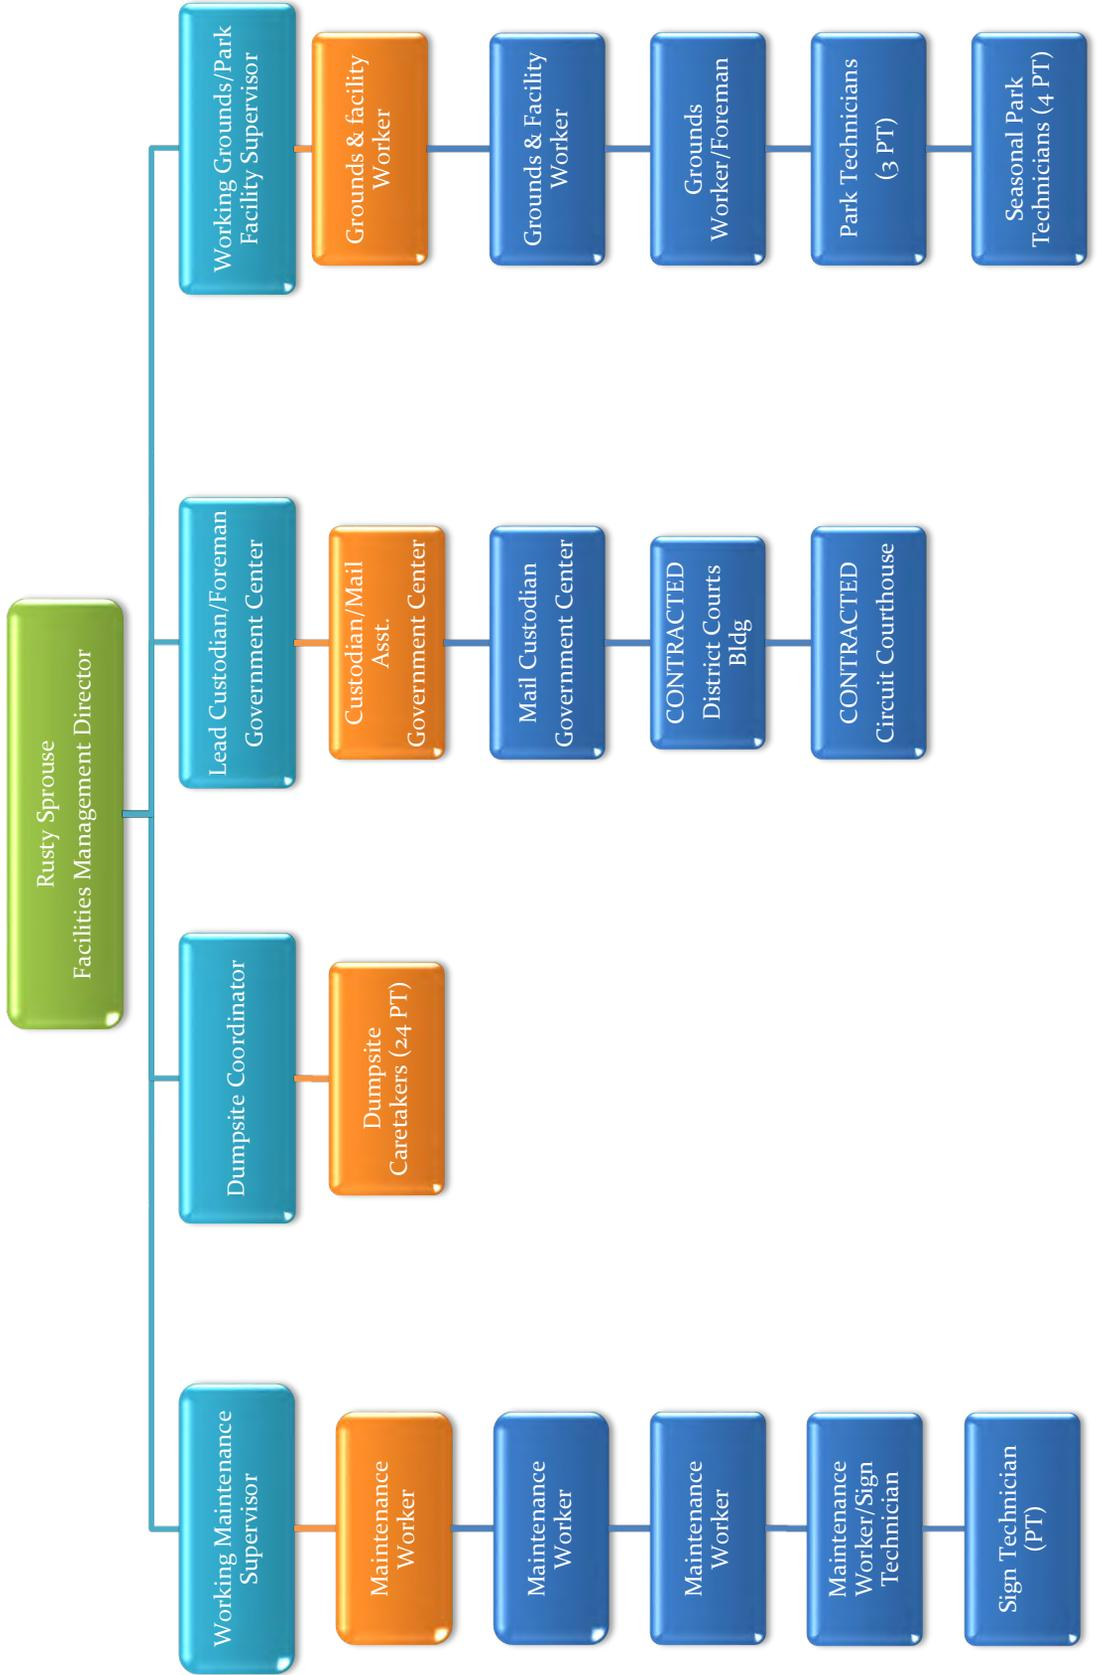 Rusty Sprouse
Facilities Management Director
Working Maintenance
Supervisor
Maintenance
Worker
Maintenance
Worker
Maintenance
Worker
Maintenance
Worker/Sign
Technician
Sign Technician
(PT)
Dumpsite Coordinator
Dumpsite
Caretakers (24 PT)
Lead Custodian/Foreman
Government Center
Custodian/Mail
Asst.
Government Center
Mail Custodian
Government Center
CONTRACTED
District Courts
Bldg
CONTRACTED
Circuit Courthouse
Working Grounds/Park
Facility Supervisor
Grounds & facility
Worker
Grounds & Facility
Worker
Grounds
Worker/Foreman
Park Technicians
(3 PT)
Seasonal Park
Technicians (4 PT)